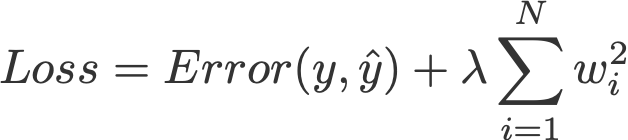 Loss = Error(y, ŷ) + λ ∑_{i=1}^{N} w_i^2